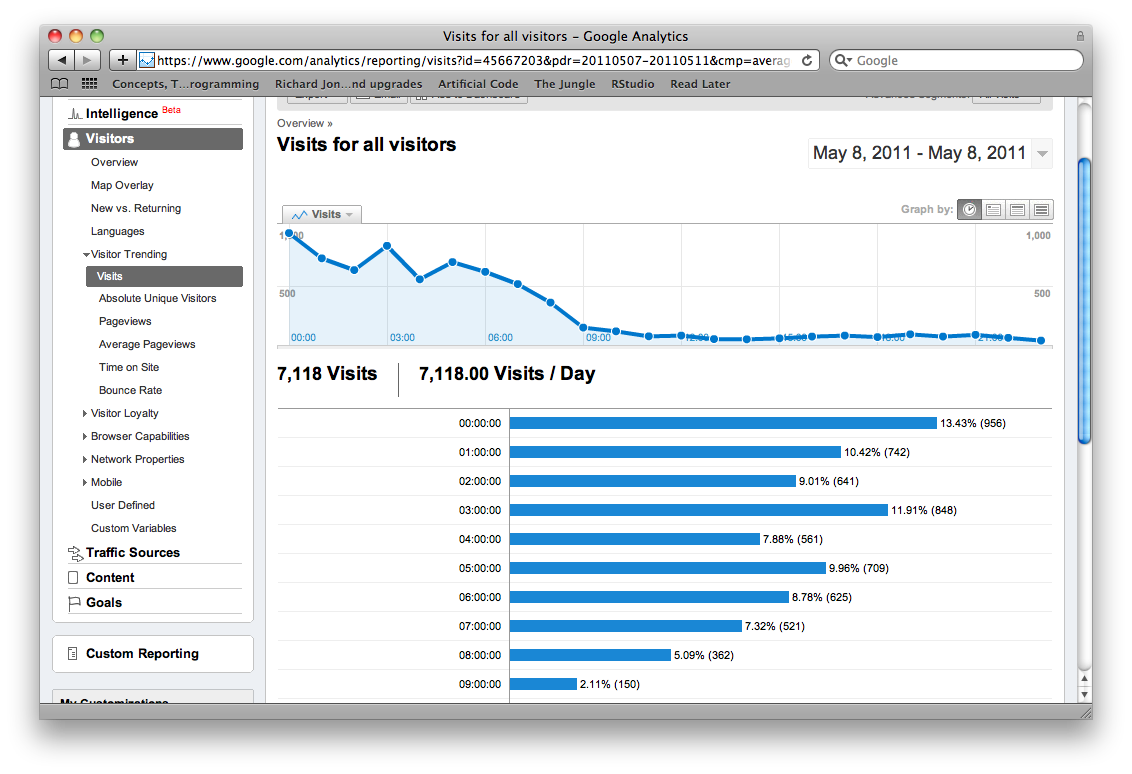 Visits for all visitors – Google Analytics
https://www.google.com/analytics/reporting/visits?id=45667203&pdr=20110507-20110511&cmp=averag
Google
Concepts, T...rogramming Richard Jon...nd upgrades Artificial Code The Jungle RStudio Read Later
Intelligence Beta
Visitors
Overview
Map Overlay
New vs. Returning
Languages
Visitor Trending
Visits
Absolute Unique Visitors
Pageviews
Average Pageviews
Time on Site
Bounce Rate
Visitor Loyalty
Browser Capabilities
Network Properties
Mobile
User Defined
Custom Variables
Traffic Sources
Content
Goals
Custom Reporting
My Customizations
Overview »
Visits for all visitors
May 8, 2011 - May 8, 2011
Visits
Graph by:
1,000 1,000
500 500
00:00 03:00 06:00 09:00 12:00 15:00 18:00 21:00
7,118 Visits
7,118.00 Visits / Day
00:00:00 13.43% (956)
01:00:00 10.42% (742)
02:00:00 9.01% (641)
03:00:00 11.91% (848)
04:00:00 7.88% (561)
05:00:00 9.96% (709)
06:00:00 8.78% (625)
07:00:00 7.32% (521)
08:00:00 5.09% (362)
09:00:00 2.11% (150)